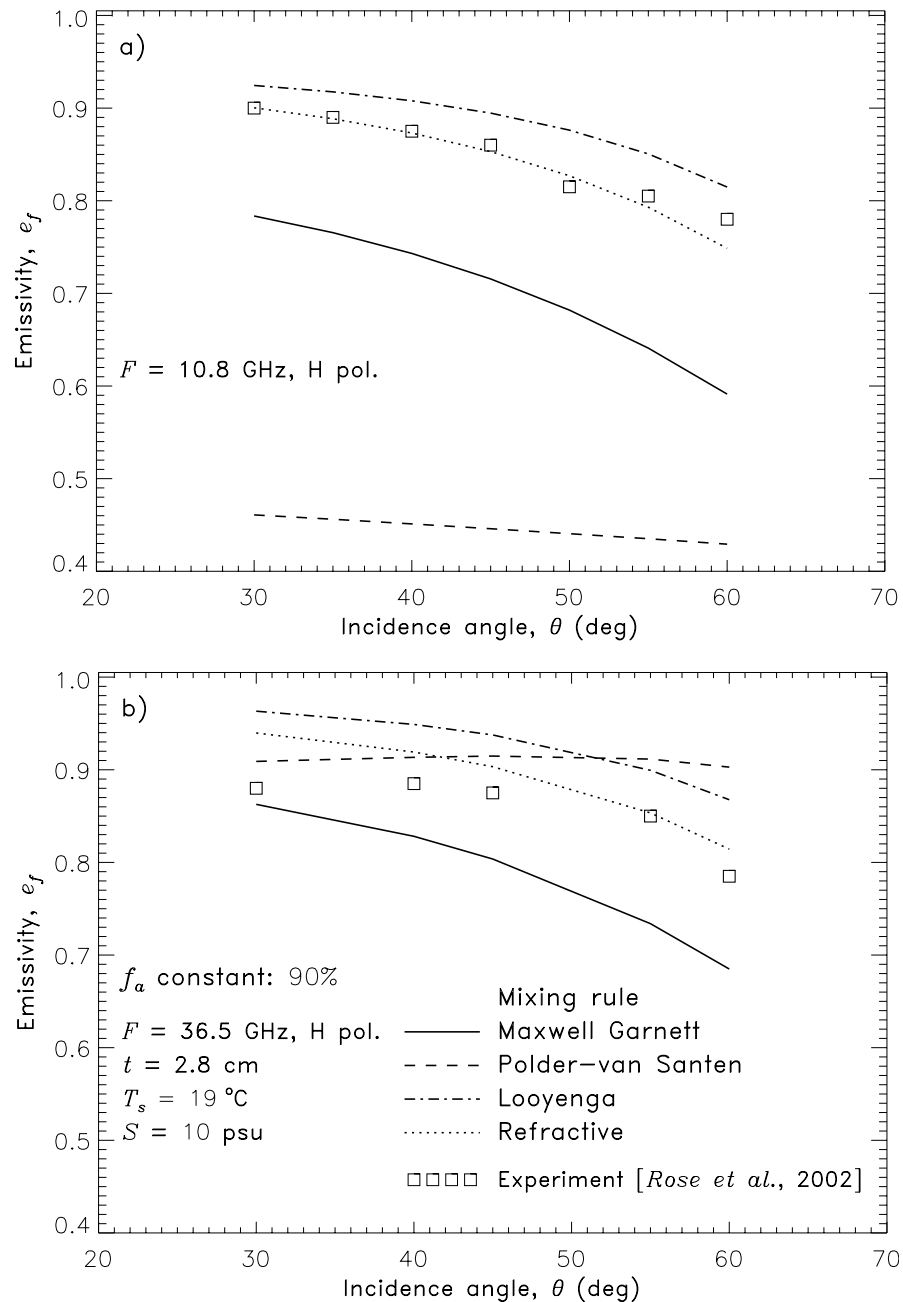 a)
1.0
0.9
0.8
0.7
0.6
0.5
0.4
Emissivity, e_f
F = 10.8 GHz, H pol.
20 30 40 50 60 70
Incidence angle, θ (deg)
b)
1.0
0.9
0.8
0.7
0.6
0.5
0.4
Emissivity, e_f
f_a constant: 90%
F = 36.5 GHz, H pol.
t = 2.8 cm
T_s = 19 °C
S = 10 psu
Mixing rule
Maxwell Garnett
Polder–van Santen
Looyenga
Refractive
Experiment [Rose et al., 2002]
20 30 40 50 60 70
Incidence angle, θ (deg)